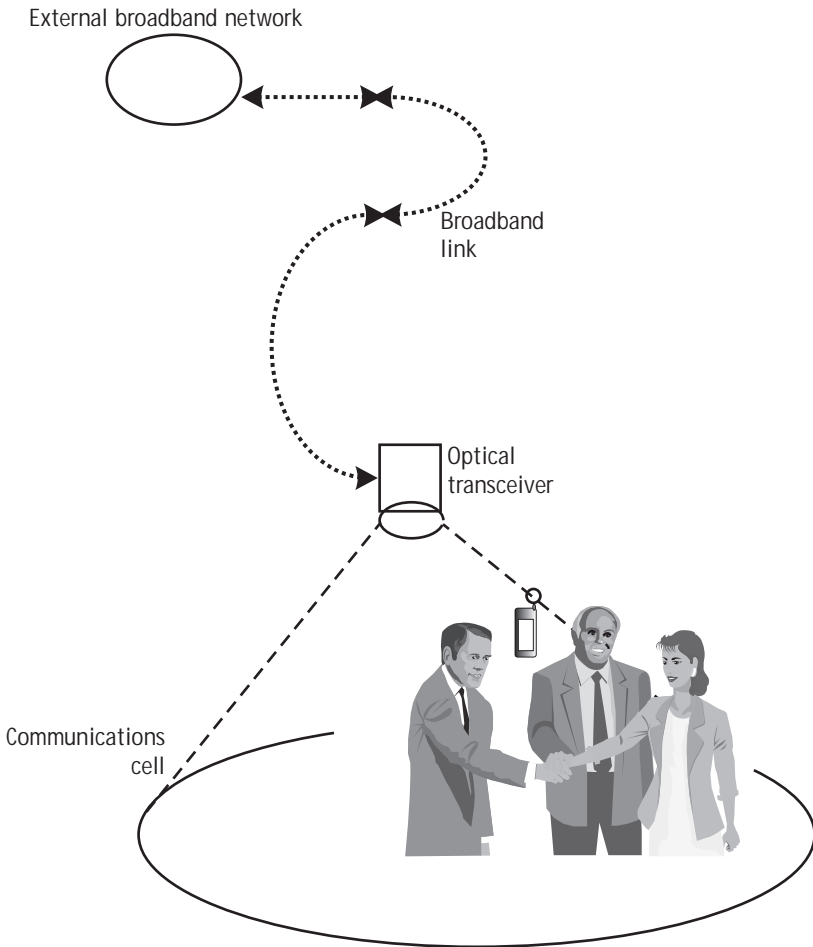 External broadband network
Broadband
link
Optical
transceiver
Communications
cell